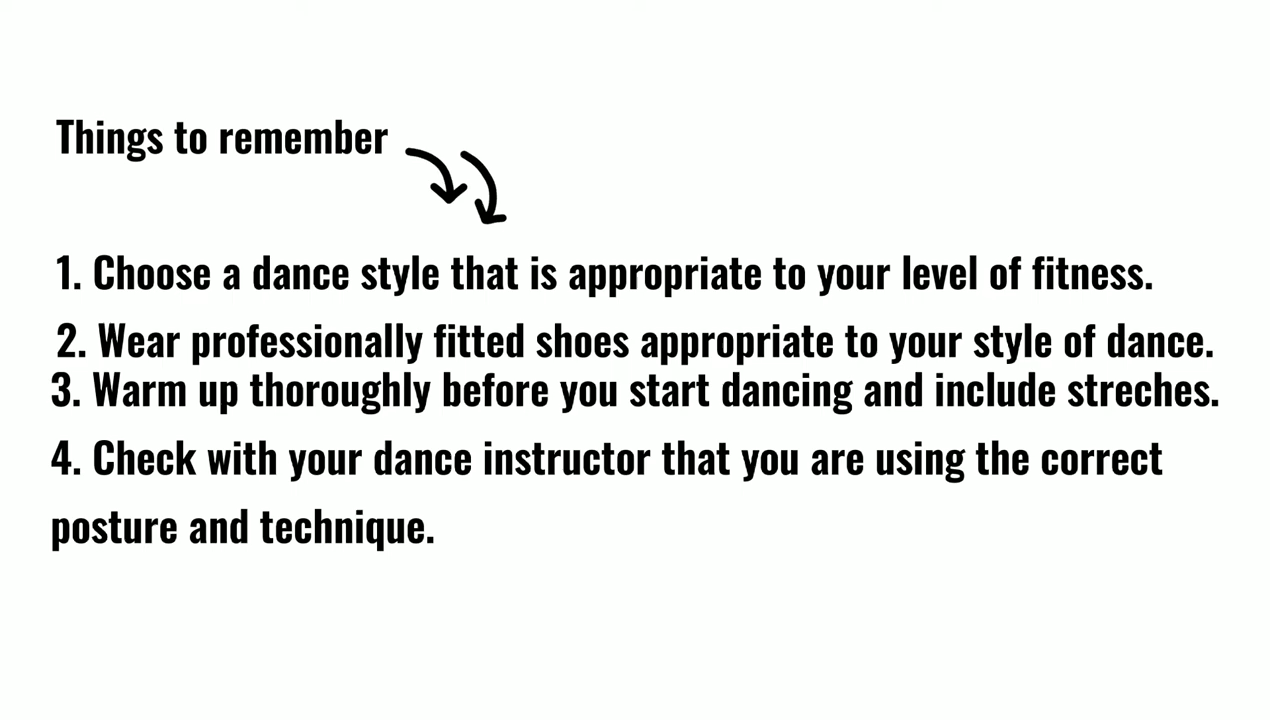 Things to remember
1. Choose a dance style that is appropriate to your level of fitness.
2. Wear professionally fitted shoes appropriate to your style of dance.
3. Warm up thoroughly before you start dancing and include streches.
4. Check with your dance instructor that you are using the correct
posture and technique.